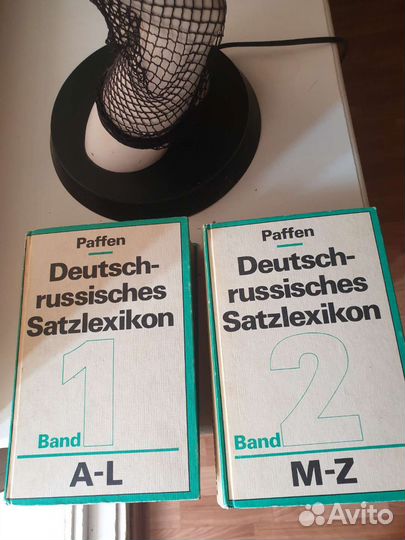 Paffen
Deutsch-
russisches
Satzlexikon
1
Band
A-L
Paffen
Deutsch-
russisches
Satzlexikon
2
Band
M-Z
Avito